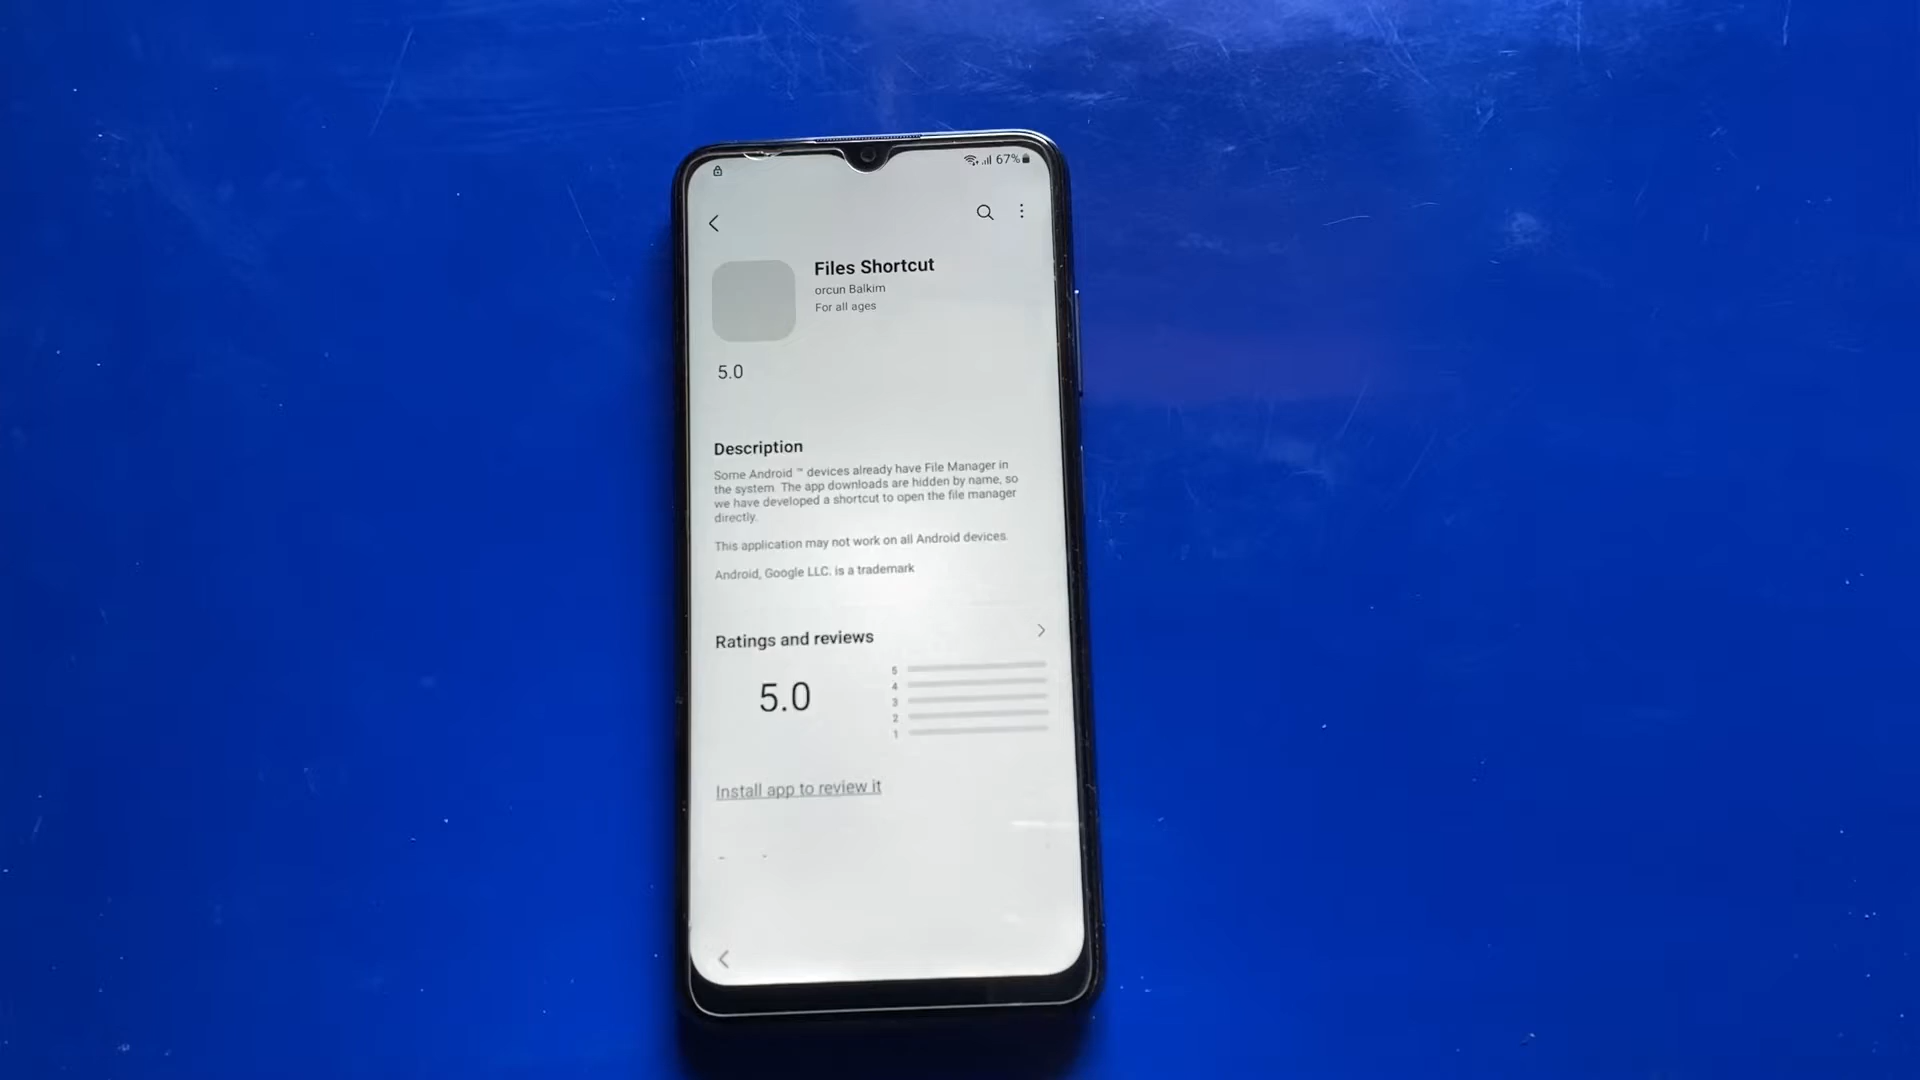 67%
Files Shortcut
orcun Balkim
For all ages
5.0
Description
Some Android ™ devices already have File Manager in
the system. The app downloads are hidden by name, so
we have developed a shortcut to open the file manager
directly.
This application may not work on all Android devices.
Android, Google LLC. is a trademark
Ratings and reviews
5.0
5
4
3
2
1
Install app to review it